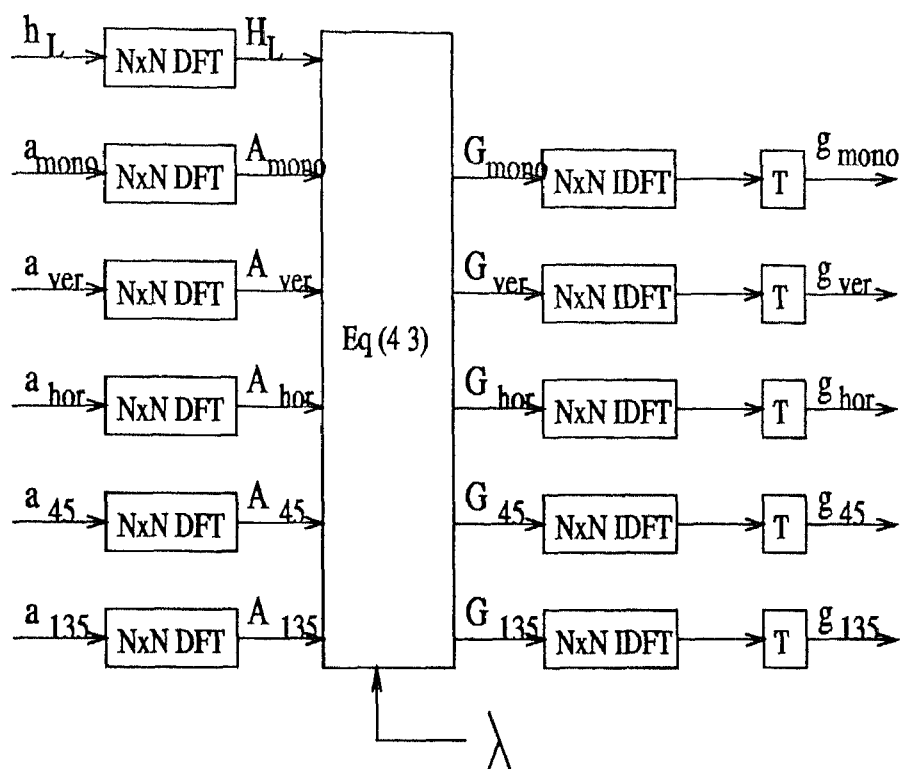 h_L NxN DFT H_L
a_mono NxN DFT A_mono G_mono NxN IDFT T g_mono
a_ver NxN DFT A_ver G_ver NxN IDFT T g_ver
Eq (4 3)
a_hor NxN DFT A_hor G_hor NxN IDFT T g_hor
a_45 NxN DFT A_45 G_45 NxN IDFT T g_45
a_135 NxN DFT A_135 G_135 NxN IDFT T g_135
λ